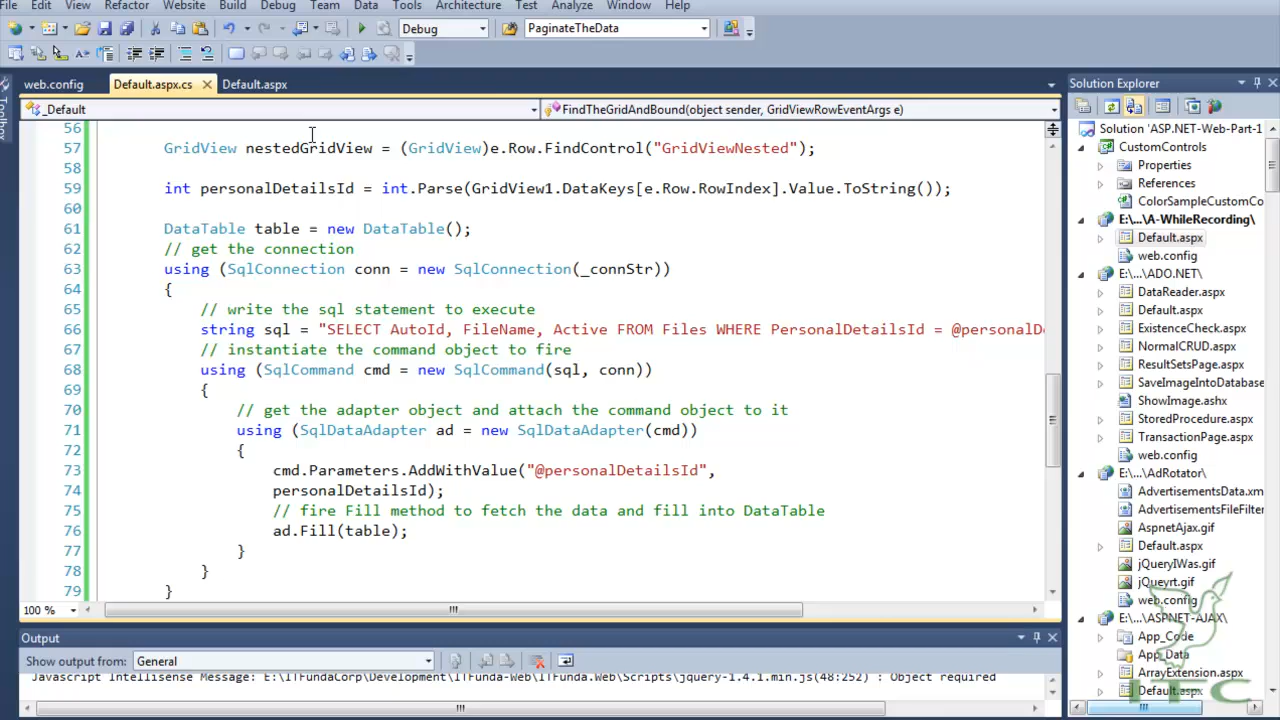 File Edit View Refactor Website Build Debug Team Data Tools Architecture Test Analyze Window Help
Debug PaginateTheData
web.config Default.aspx.cs Default.aspx
_Default FindTheGridAndBound(object sender, GridViewRowEventArgs e)
56
57 GridView nestedGridView = (GridView)e.Row.FindControl("GridViewNested");
58
59 int personalDetailsId = int.Parse(GridView1.DataKeys[e.Row.RowIndex].Value.ToString());
60
61 DataTable table = new DataTable();
62 // get the connection
63 using (SqlConnection conn = new SqlConnection(_connStr))
64 {
65 // write the sql statement to execute
66 string sql = "SELECT AutoId, FileName, Active FROM Files WHERE PersonalDetailsId = @personalDe
67 // instantiate the command object to fire
68 using (SqlCommand cmd = new SqlCommand(sql, conn))
69 {
70 // get the adapter object and attach the command object to it
71 using (SqlDataAdapter ad = new SqlDataAdapter(cmd))
72 {
73 cmd.Parameters.AddWithValue("@personalDetailsId",
74 personalDetailsId);
75 // fire Fill method to fetch the data and fill into DataTable
76 ad.Fill(table);
77 }
78 }
79 }
100 %
Output
Show output from: General
Javascript Intellisense Message: E:\ITFundaCorp\Development\ITFunda-Web\ITFunda.Web\Scripts\jquery-1.4.1.min.js(48:252) : Object required
Toolbox
Solution Explorer
Solution 'ASP.NET-Web-Part-1
CustomControls
Properties
References
ColorSampleCustomCo
E:\...\A-WhileRecording\
Default.aspx
web.config
E:\...\ADO.NET\
DataReader.aspx
Default.aspx
ExistenceCheck.aspx
NormalCRUD.aspx
ResultSetsPage.aspx
SaveImageIntoDatabase
ShowImage.ashx
StoredProcedure.aspx
TransactionPage.aspx
web.config
E:\...\AdRotator\
AdvertisementsData.xm
AdvertisementsFileFilter
AspnetAjax.gif
Default.aspx
jQueryIWas.gif
jQueyrt.gif
web.config
E:\...\ASPNET-AJAX\
App_Code
App_Data
ArrayExtension.aspx
Default.aspx
ITC